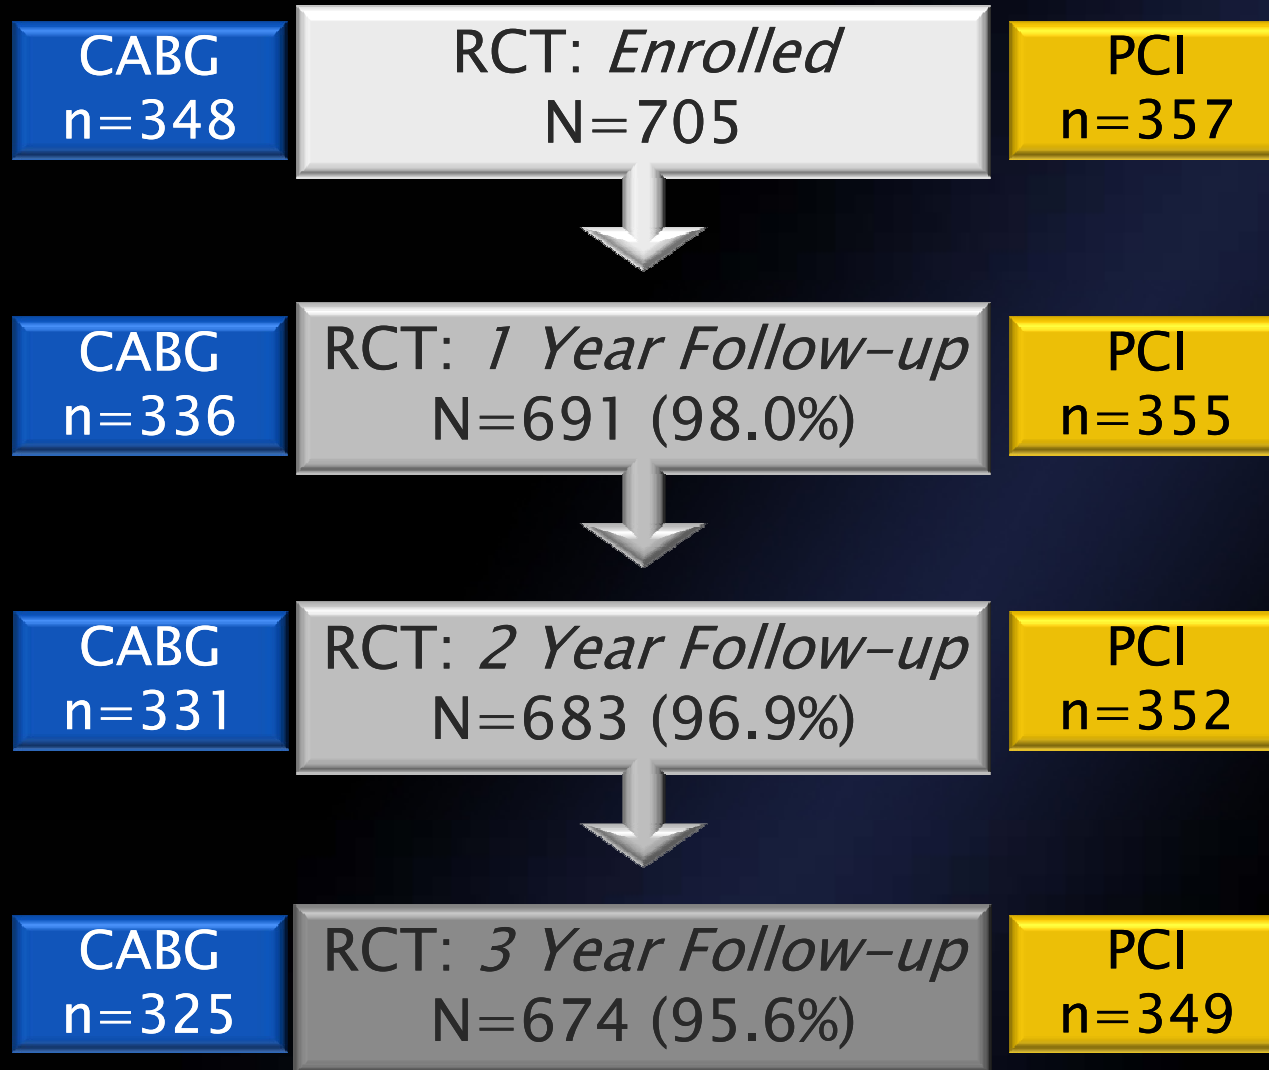 CABG
n=348
RCT: Enrolled
N=705
PCI
n=357
CABG
n=336
RCT: 1 Year Follow-up
N=691 (98.0%)
PCI
n=355
CABG
n=331
RCT: 2 Year Follow-up
N=683 (96.9%)
PCI
n=352
CABG
n=325
RCT: 3 Year Follow-up
N=674 (95.6%)
PCI
n=349